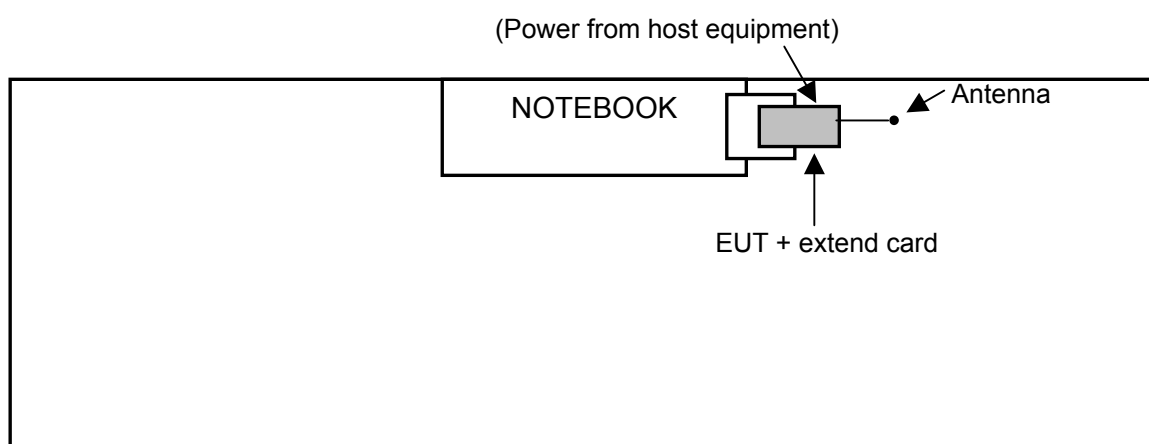 (Power from host equipment)
NOTEBOOK
Antenna
EUT + extend card